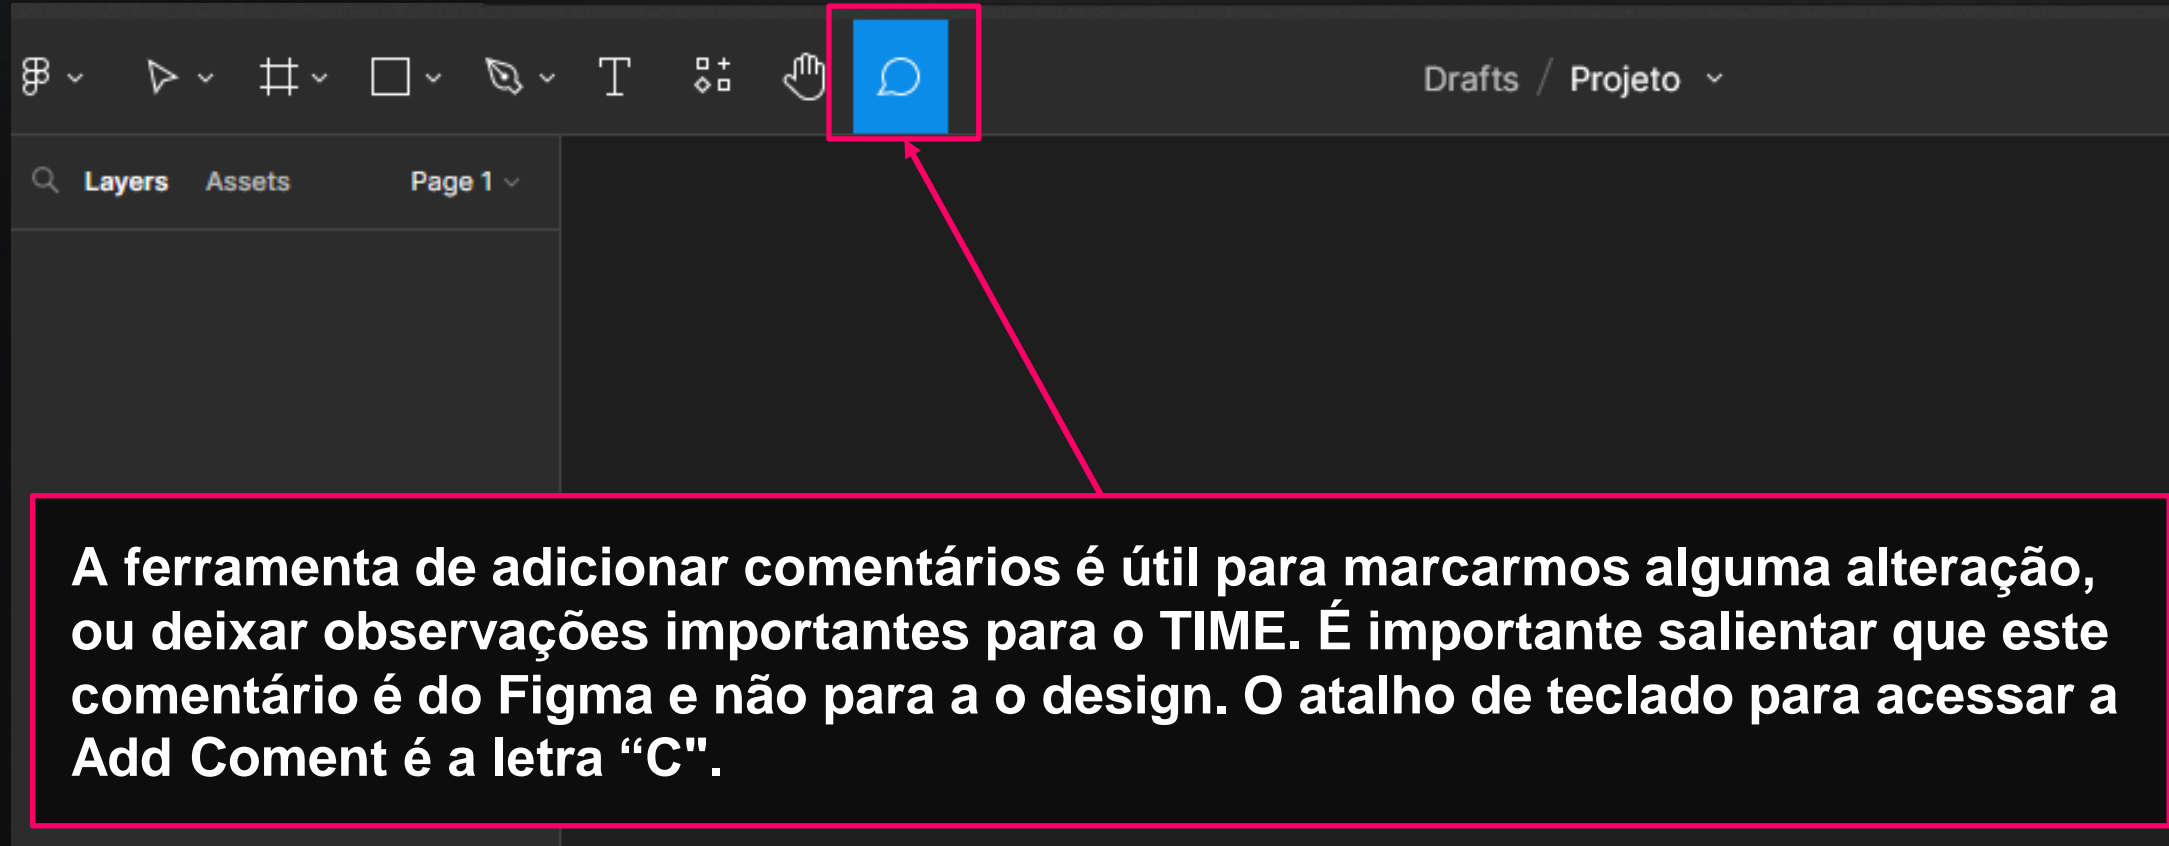 Drafts / Projeto
Layers Assets Page 1
A ferramenta de adicionar comentários é útil para marcarmos alguma alteração,
ou deixar observações importantes para o TIME. É importante salientar que este
comentário é do Figma e não para a o design. O atalho de teclado para acessar a
Add Coment é a letra “C".